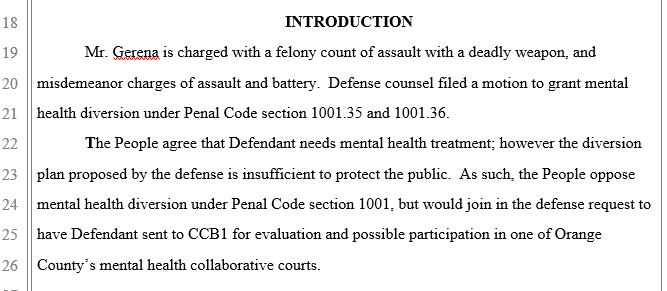 18 INTRODUCTION
19 Mr. Gerena is charged with a felony count of assault with a deadly weapon, and
20 misdemeanor charges of assault and battery.  Defense counsel filed a motion to grant mental
21 health diversion under Penal Code section 1001.35 and 1001.36.
22 The People agree that Defendant needs mental health treatment; however the diversion
23 plan proposed by the defense is insufficient to protect the public.  As such, the People oppose
24 mental health diversion under Penal Code section 1001, but would join in the defense request to
25 have Defendant sent to CCB1 for evaluation and possible participation in one of Orange
26 County's mental health collaborative courts.